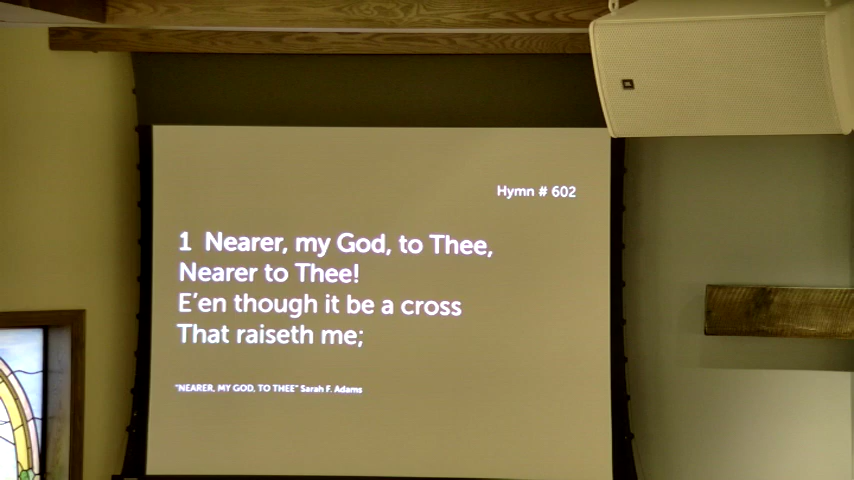 Hymn # 602
1 Nearer, my God, to Thee,
Nearer to Thee!
E'en though it be a cross
That raiseth me;
"NEARER, MY GOD, TO THEE" Sarah F. Adams